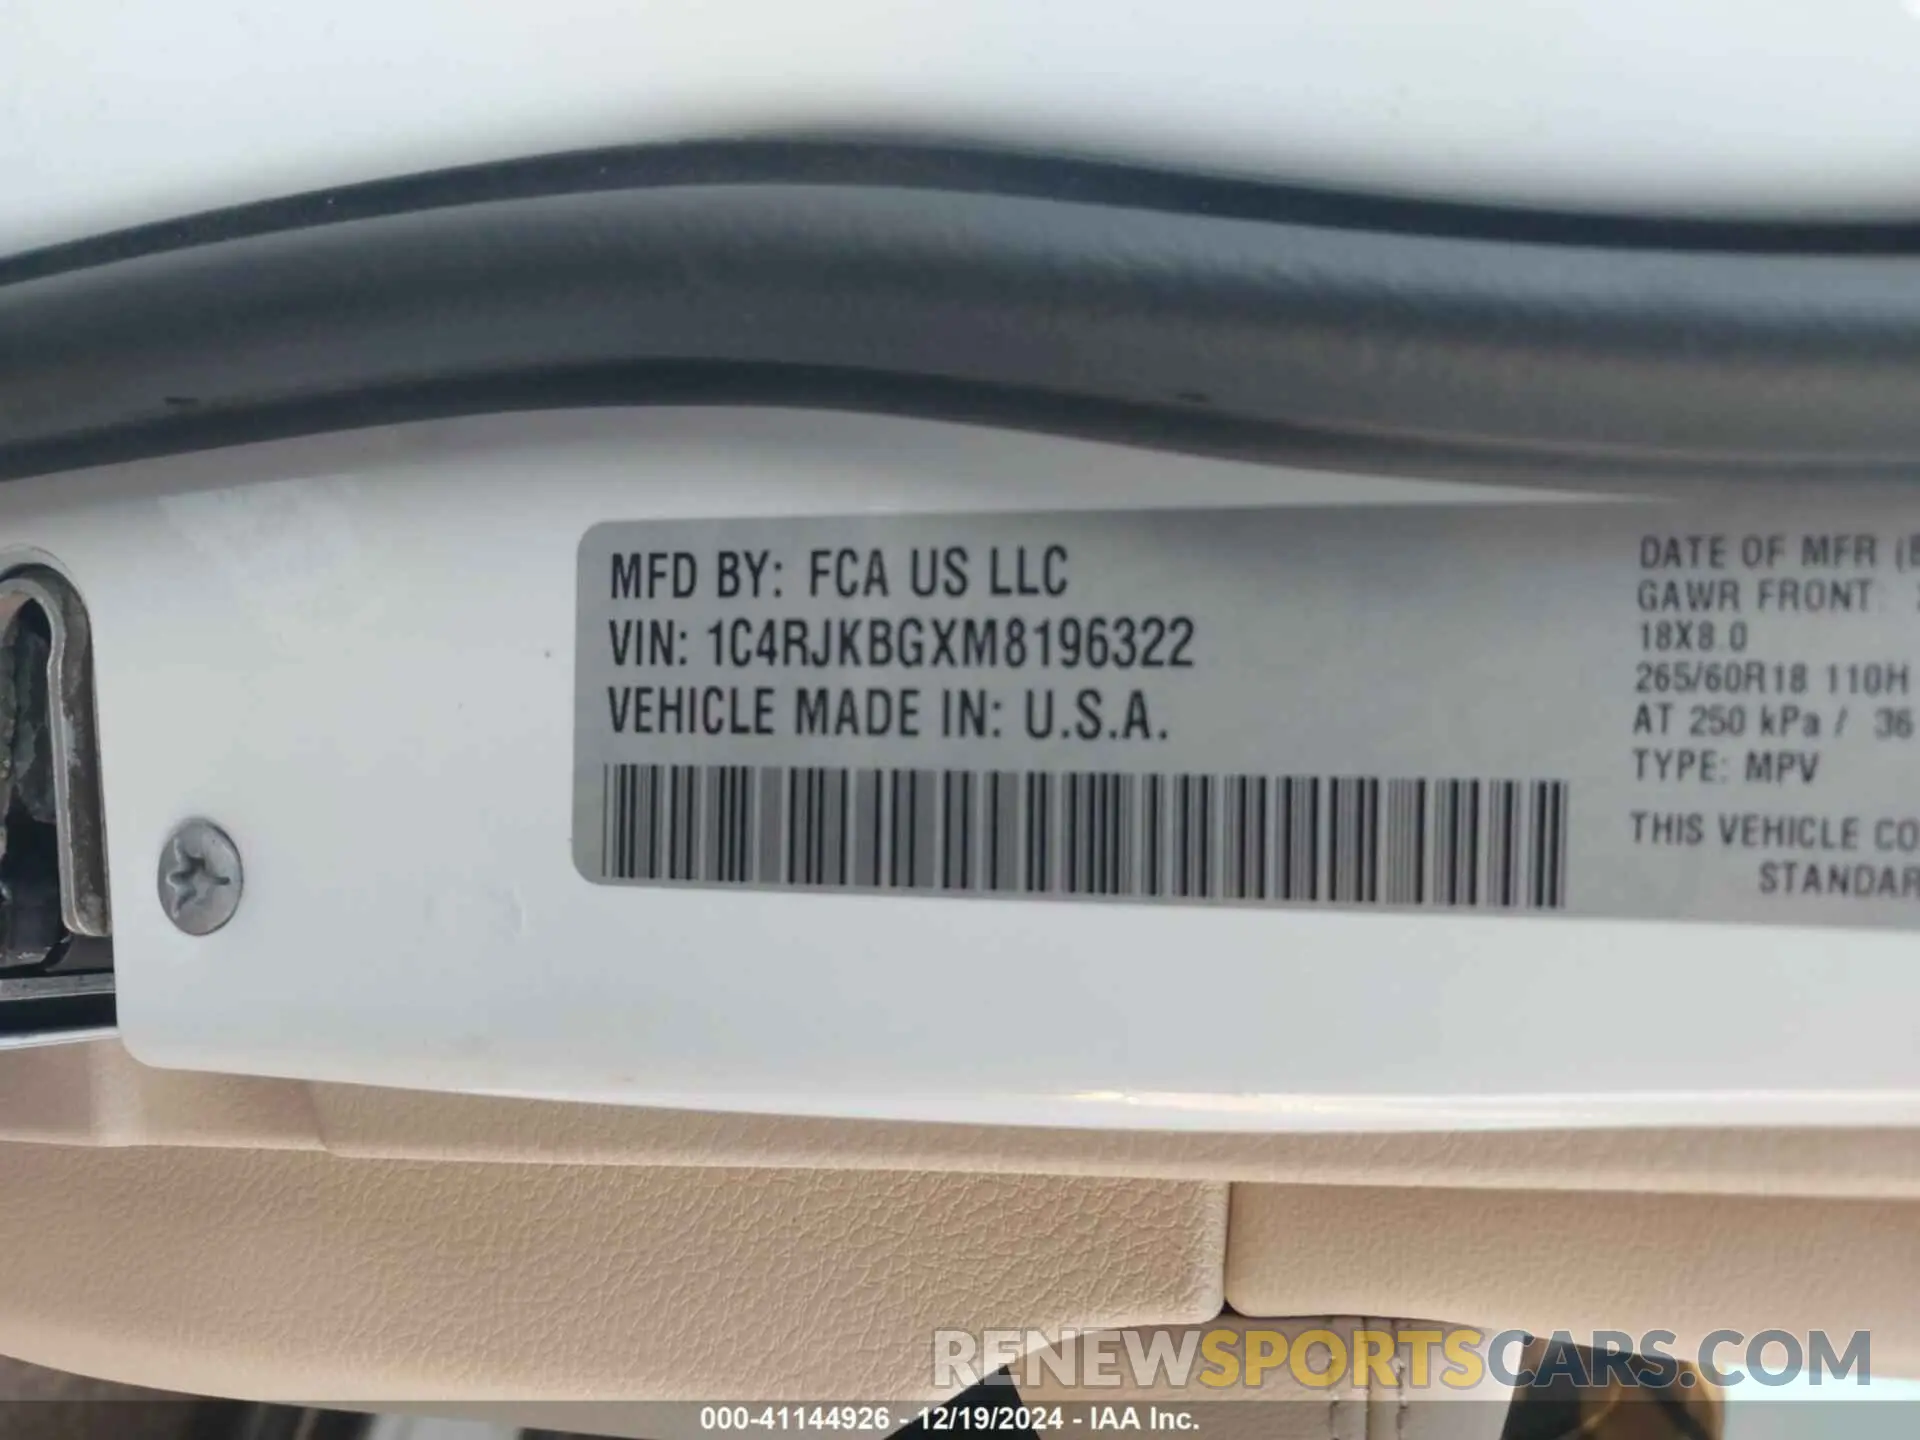 MFD BY: FCA US LLC
VIN: 1C4RJKBGXM8196322
VEHICLE MADE IN: U.S.A.
DATE OF MFR
GAWR FRONT
18X8.0
265/60R18 110H
AT 250 kPa / 36
TYPE: MPV
THIS VEHICLE CO
STANDAR
RENEWSPORTSCARS.COM
000-41144926 - 12/19/2024 - IAA Inc.